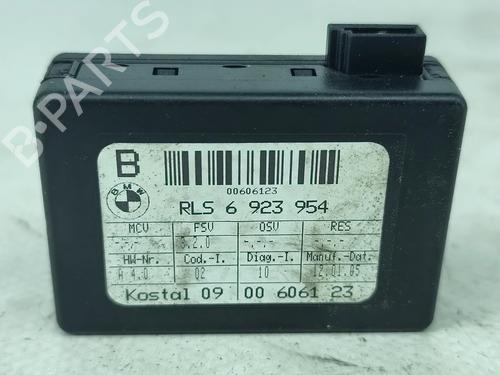 B·PARTS
B
BMW
00606123
RLS 6 923 954
MCV FSV OSV RES
-.-.- 3.2.0 -.-.- -.-.-
HW-Nr. Cod.-I. Diag.-I. Manuf.-Dat.
A 4.0 02 10 12.01.05
Kostal 09 00 6061 23